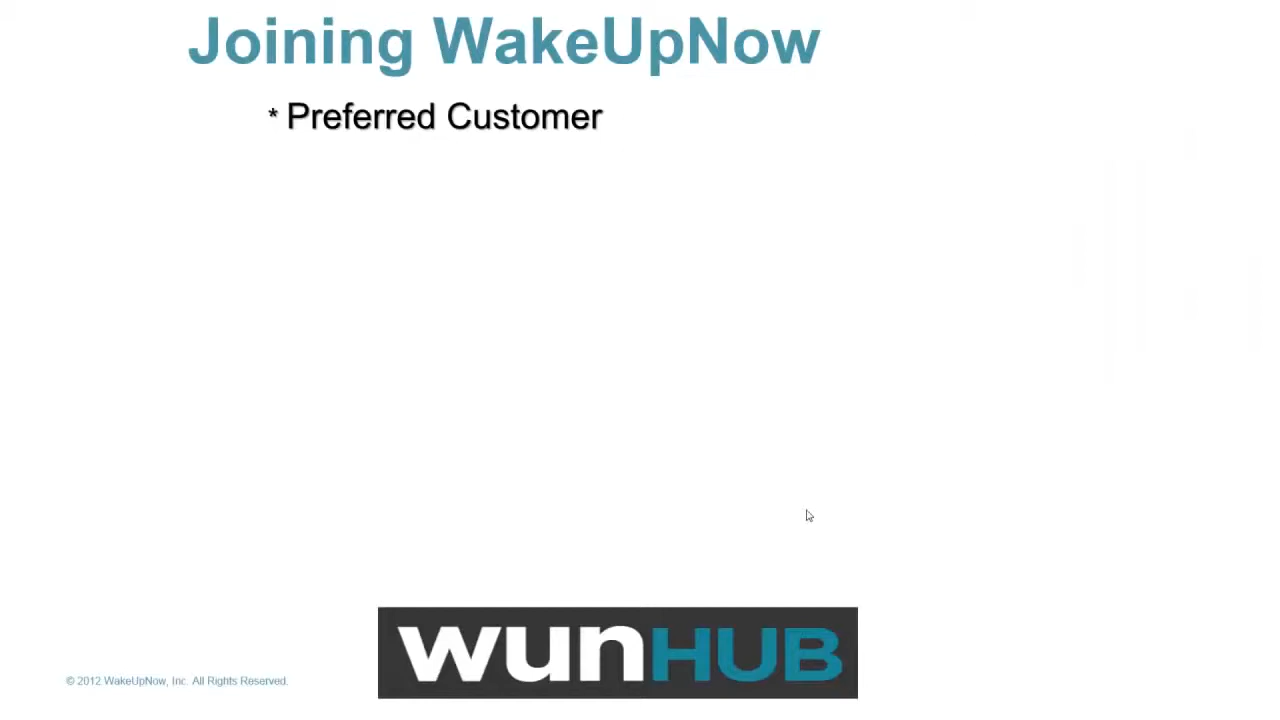 Joining WakeUpNow
* Preferred Customer
wunHUB
© 2012 WakeUpNow, Inc. All Rights Reserved.